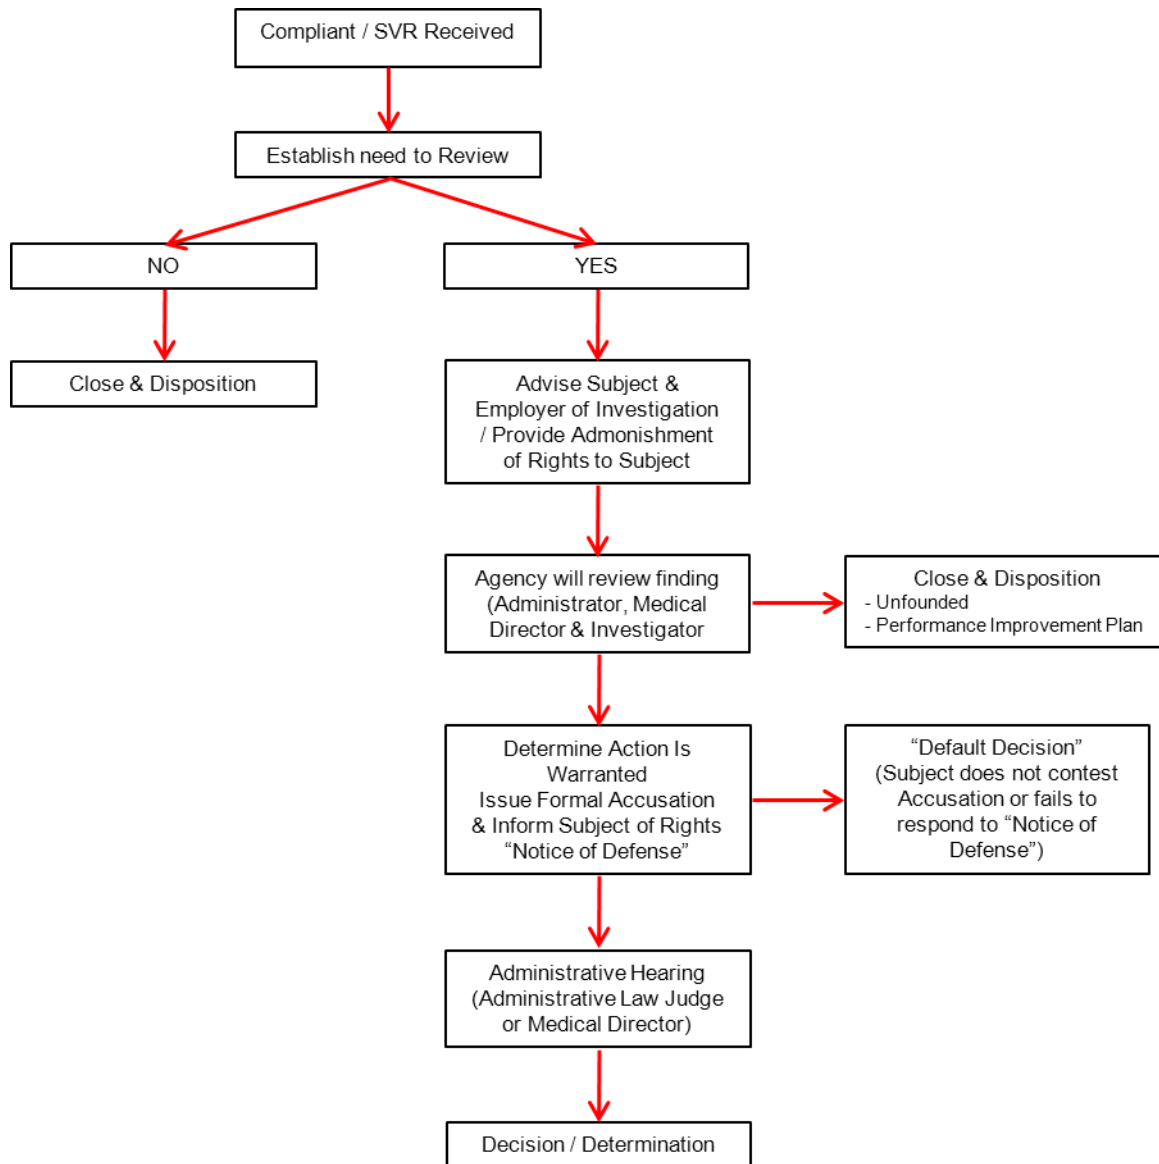 Compliant / SVR Received
Establish need to Review
NO
YES
Close & Disposition
Advise Subject &
Employer of Investigation
/ Provide Admonishment
of Rights to Subject
Agency will review finding
(Administrator, Medical
Director & Investigator
Close & Disposition
- Unfounded
- Performance Improvement Plan
Determine Action Is
Warranted
Issue Formal Accusation
& Inform Subject of Rights
“Notice of Defense”
“Default Decision”
(Subject does not contest
Accusation or fails to
respond to “Notice of
Defense”)
Administrative Hearing
(Administrative Law Judge
or Medical Director)
Decision / Determination